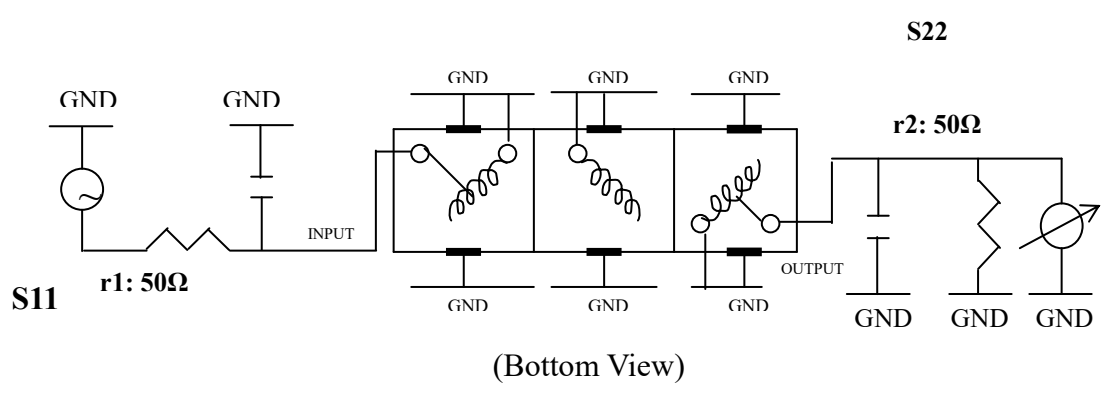 S22
GND GND GND
GND GND
r2: 50Ω
INPUT
r1: 50Ω
OUTPUT
S11
GND GND GND
GND GND GND
(Bottom View)